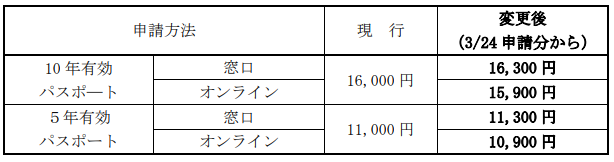 申請方法 現 行 変更後
(3/24 申請分から)
10 年有効
パスポート 窓口 16,000 円 16,300 円
オンライン 15,900 円
５年有効
パスポート 窓口 11,000 円 11,300 円
オンライン 10,900 円